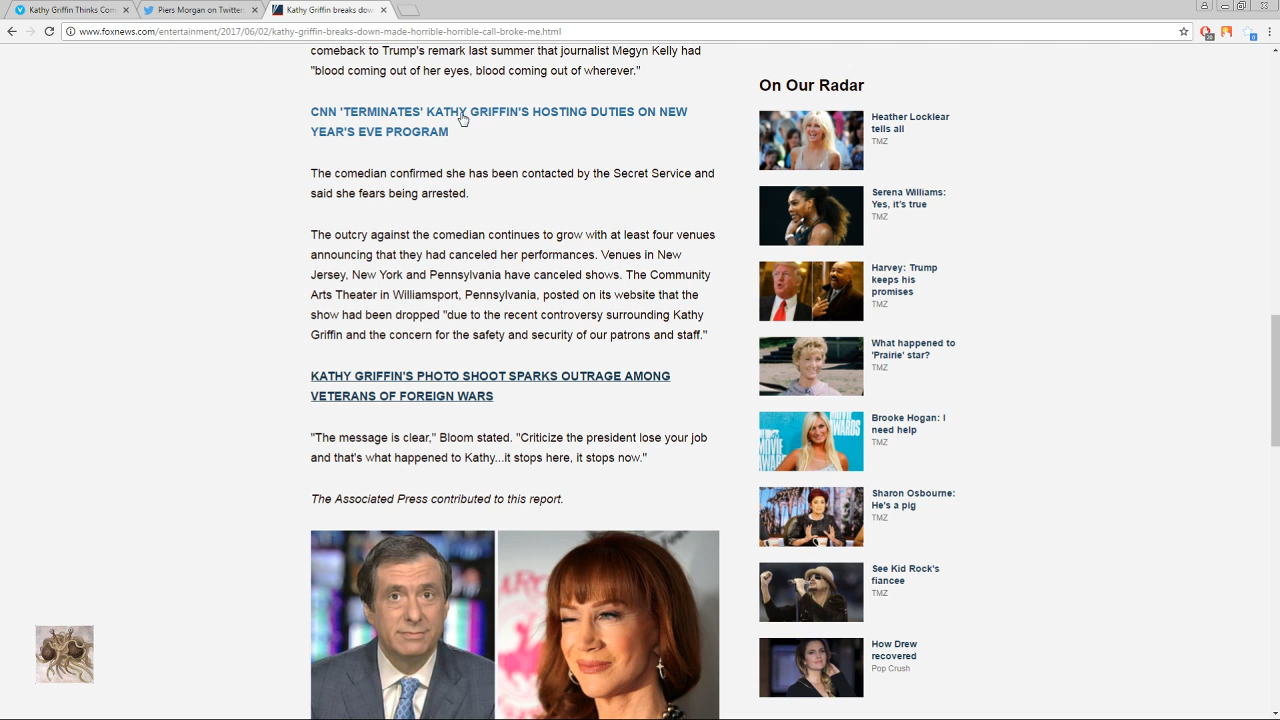 Kathy Griffin Thinks Com
Piers Morgan on Twitter:
Kathy Griffin breaks dow
www.foxnews.com/entertainment/2017/06/02/kathy-griffin-breaks-down-made-horrible-horrible-call-broke-me.html
comeback to Trump's remark last summer that journalist Megyn Kelly had
"blood coming out of her eyes, blood coming out of wherever."
CNN 'TERMINATES' KATHY GRIFFIN'S HOSTING DUTIES ON NEW
YEAR'S EVE PROGRAM
The comedian confirmed she has been contacted by the Secret Service and
said she fears being arrested.
The outcry against the comedian continues to grow with at least four venues
announcing that they had canceled her performances. Venues in New
Jersey, New York and Pennsylvania have canceled shows. The Community
Arts Theater in Williamsport, Pennsylvania, posted on its website that the
show had been dropped "due to the recent controversy surrounding Kathy
Griffin and the concern for the safety and security of our patrons and staff."
KATHY GRIFFIN'S PHOTO SHOOT SPARKS OUTRAGE AMONG
VETERANS OF FOREIGN WARS
"The message is clear," Bloom stated. "Criticize the president lose your job
and that's what happened to Kathy...it stops here, it stops now."
The Associated Press contributed to this report.
On Our Radar
Heather Locklear
tells all
TMZ
Serena Williams:
Yes, it's true
TMZ
Harvey: Trump
keeps his
promises
TMZ
What happened to
'Prairie' star?
TMZ
Brooke Hogan: I
need help
TMZ
Sharon Osbourne:
He's a pig
TMZ
See Kid Rock's
fiancee
TMZ
How Drew
recovered
Pop Crush